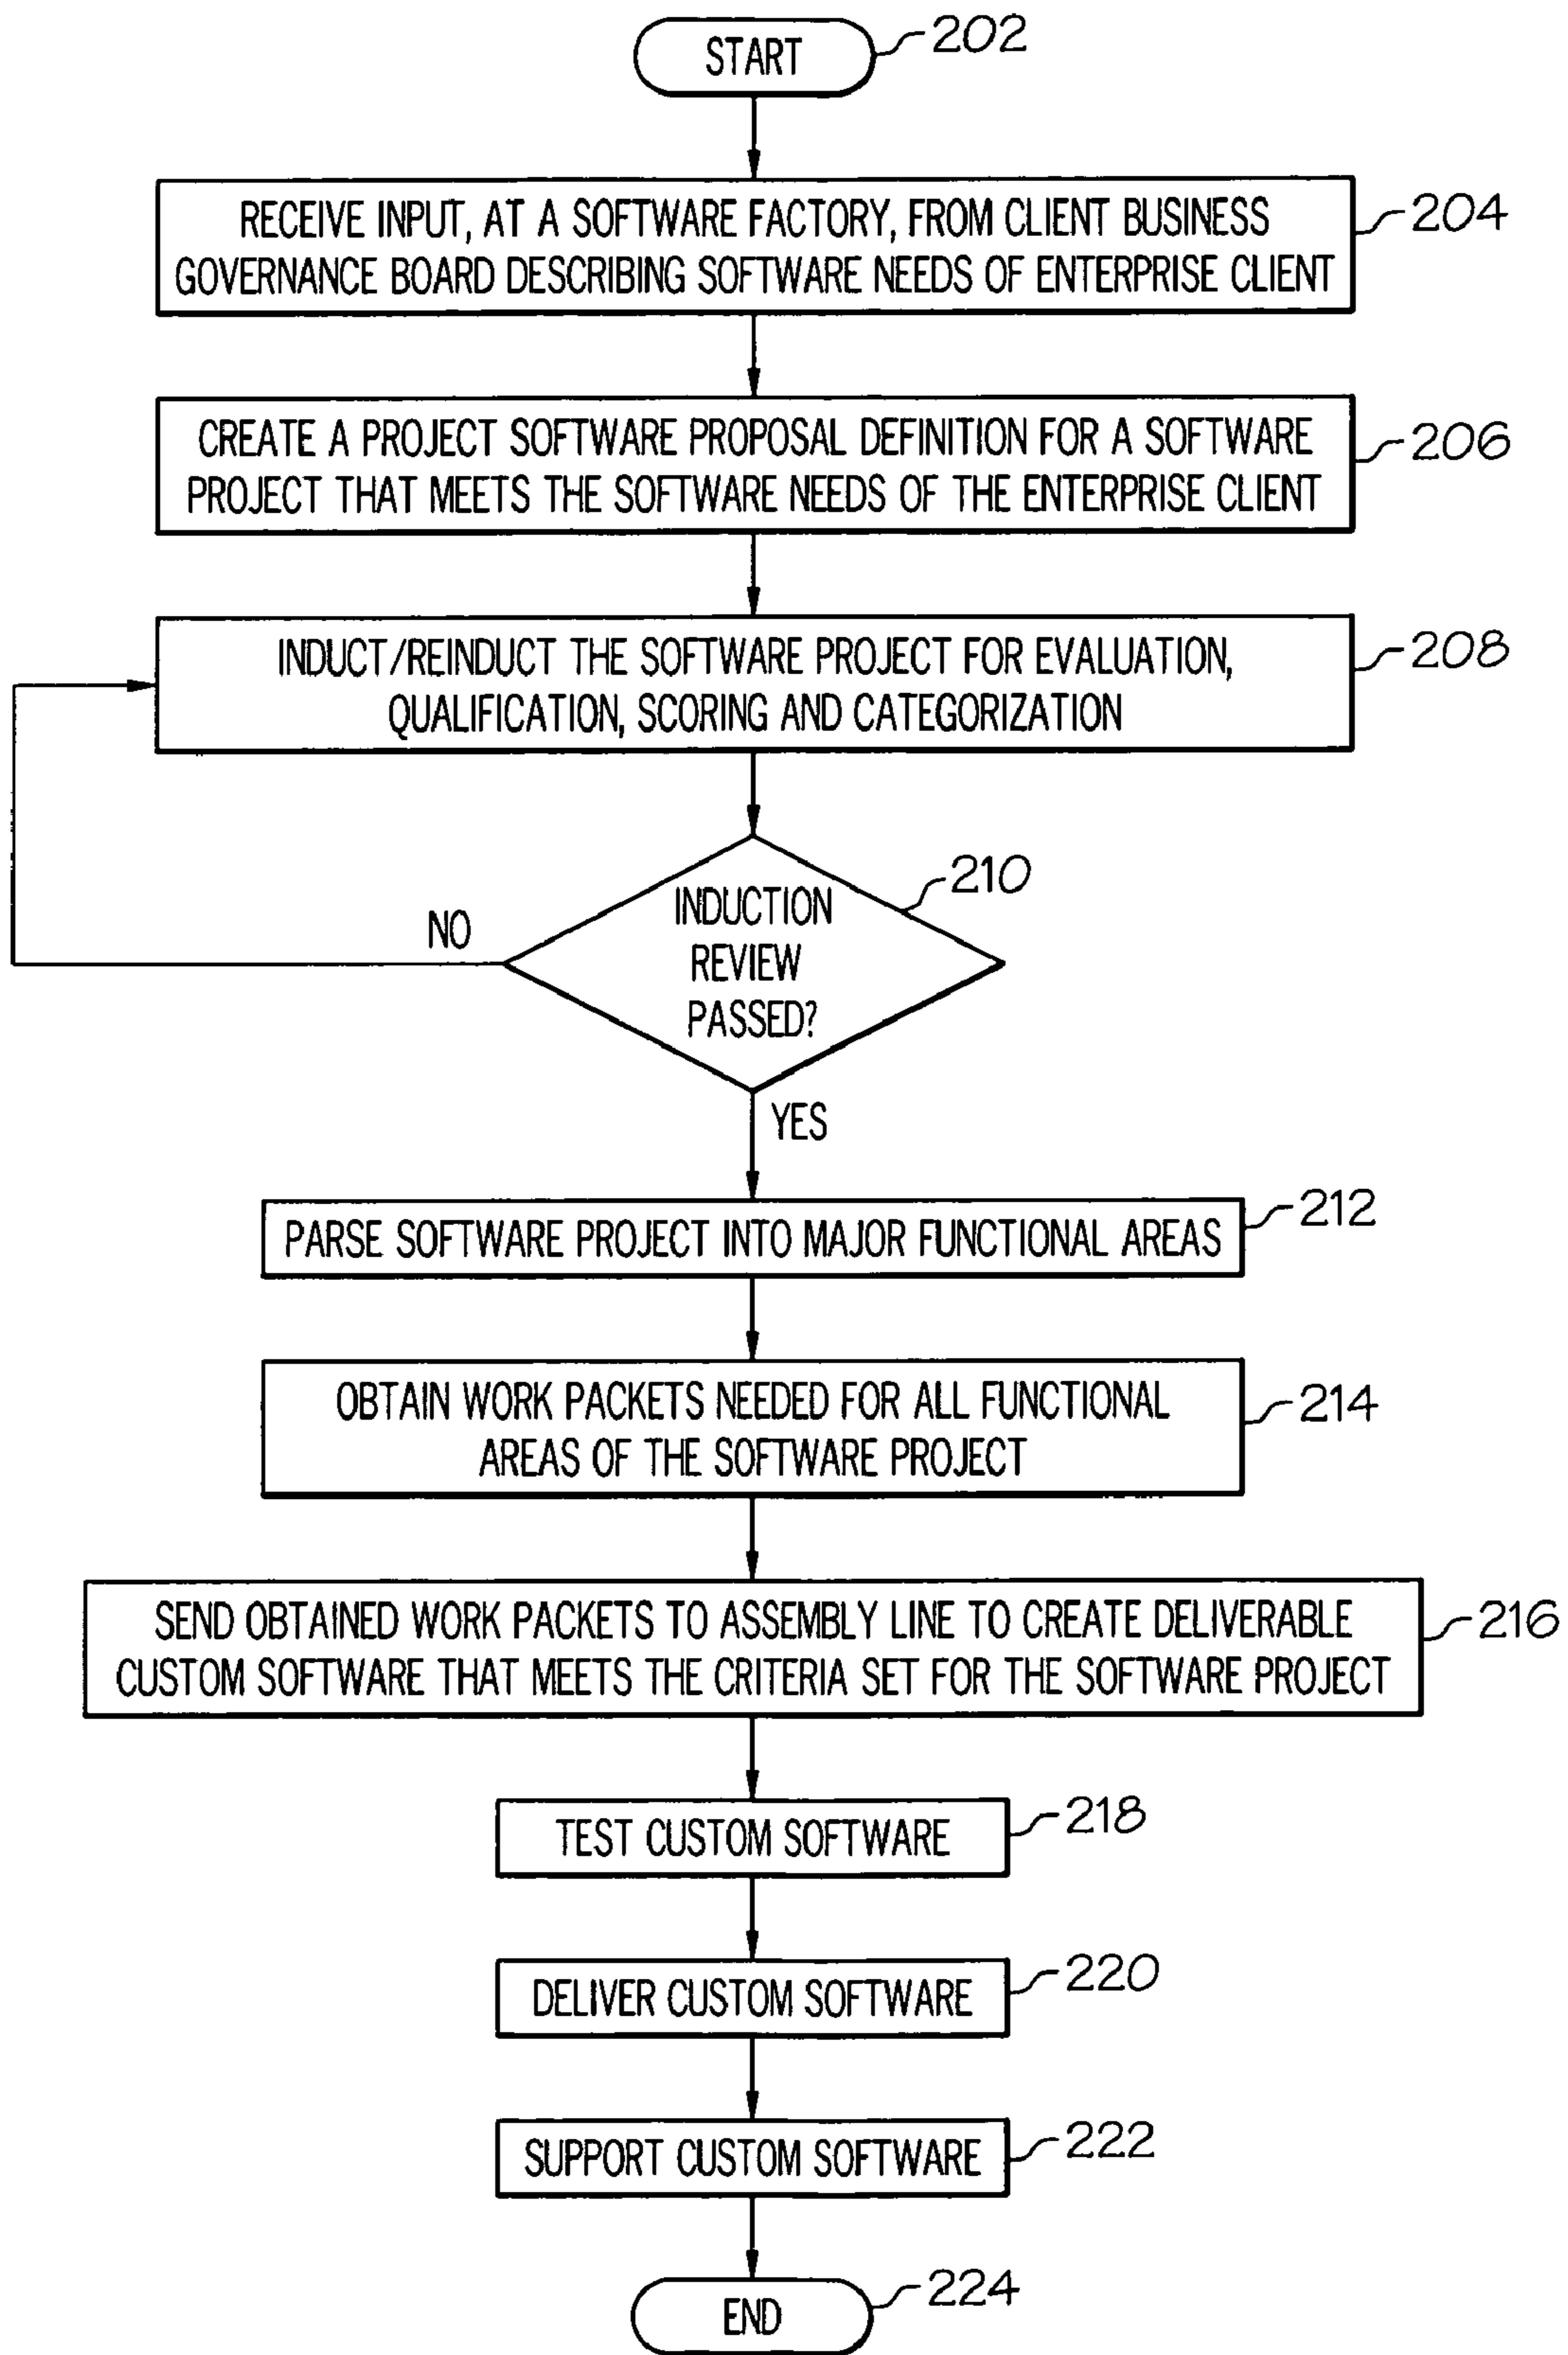 START
202
RECEIVE INPUT, AT A SOFTWARE FACTORY, FROM CLIENT BUSINESS
GOVERNANCE BOARD DESCRIBING SOFTWARE NEEDS OF ENTERPRISE CLIENT
204
CREATE A PROJECT SOFTWARE PROPOSAL DEFINITION FOR A SOFTWARE
PROJECT THAT MEETS THE SOFTWARE NEEDS OF THE ENTERPRISE CLIENT
206
INDUCT/REINDUCT THE SOFTWARE PROJECT FOR EVALUATION,
QUALIFICATION, SCORING AND CATEGORIZATION
208
INDUCTION
REVIEW
PASSED?
210
NO
YES
PARSE SOFTWARE PROJECT INTO MAJOR FUNCTIONAL AREAS
212
OBTAIN WORK PACKETS NEEDED FOR ALL FUNCTIONAL
AREAS OF THE SOFTWARE PROJECT
214
SEND OBTAINED WORK PACKETS TO ASSEMBLY LINE TO CREATE DELIVERABLE
CUSTOM SOFTWARE THAT MEETS THE CRITERIA SET FOR THE SOFTWARE PROJECT
216
TEST CUSTOM SOFTWARE
218
DELIVER CUSTOM SOFTWARE
220
SUPPORT CUSTOM SOFTWARE
222
END
224